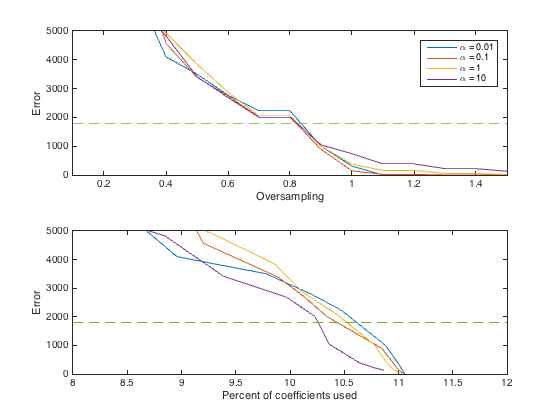 5000
4000
3000
2000
1000
0
Error
0.2 0.4 0.6 0.8 1 1.2 1.4
Oversampling
α = 0.01
α = 0.1
α = 1
α = 10
5000
4000
3000
2000
1000
0
Error
8 8.5 9 9.5 10 10.5 11 11.5 12
Percent of coefficients used